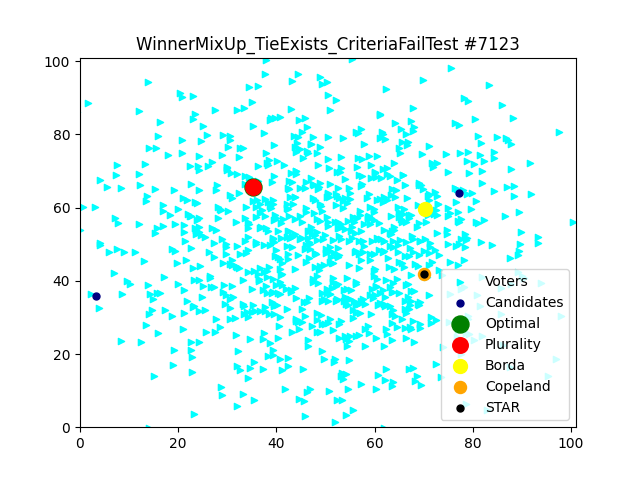 WinnerMixUp_TieExists_CriteriaFailTest #7123
100
80
60
40
20
0
0 20 40 60 80 100
Voters
Candidates
Optimal
Plurality
Borda
Copeland
STAR